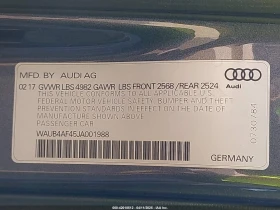 MFD BY AUDI AG
02 17 GVWR LBS 4982 GAWR LBS FRONT 2568 /REAR 2524
Audi
THIS VEHICLE CONFORMS TO ALL APPLICABLE U.S.
FEDERAL MOTOR VEHICLE SAFETY, BUMPER AND THEFT
PREVENTION STANDARDS IN EFFECT ON THE DATE OF
MANUFACTURE SHOWN ABOVE
PASSENGER CAR
WAUB4AF45JA001988
GERMANY